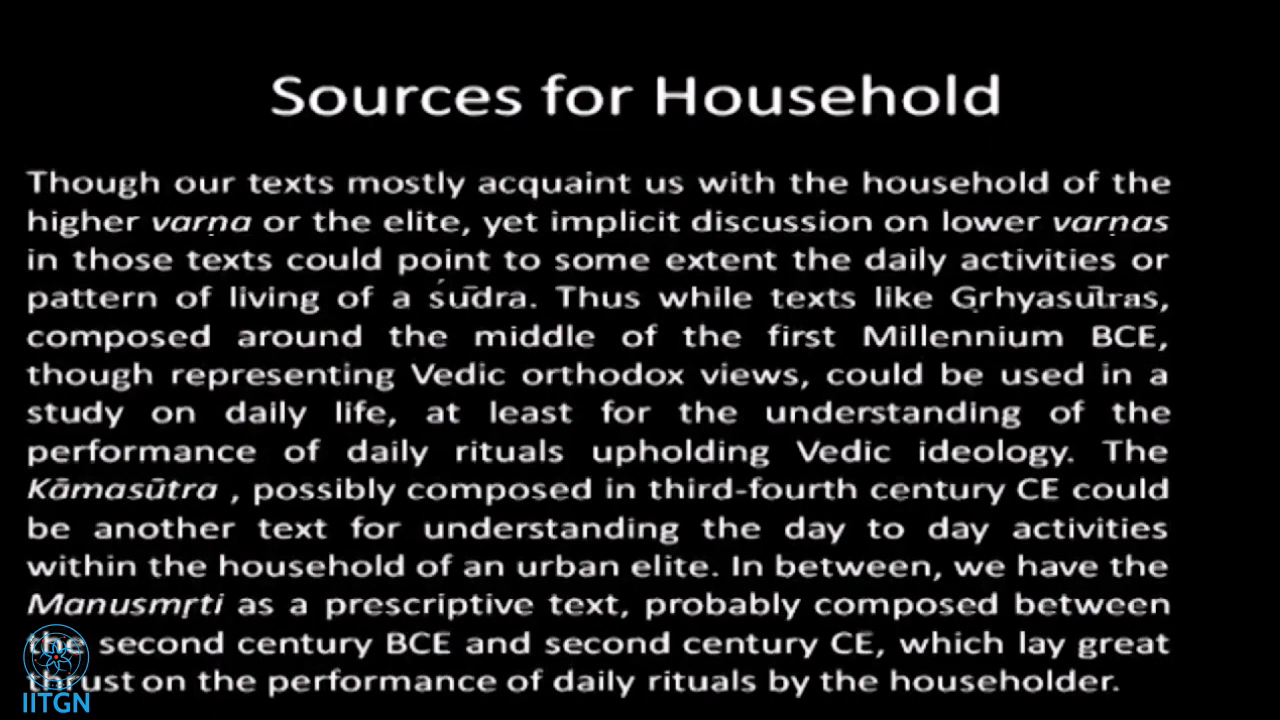 Sources for Household
Though our texts mostly acquaint us with the household of the
higher varṇa or the elite, yet implicit discussion on lower varṇas
in those texts could point to some extent the daily activities or
pattern of living of a śūdra. Thus while texts like Gṛhyasūtras,
composed around the middle of the first Millennium BCE,
though representing Vedic orthodox views, could be used in a
study on daily life, at least for the understanding of the
performance of daily rituals upholding Vedic ideology. The
Kāmasūtra , possibly composed in third-fourth century CE could
be another text for understanding the day to day activities
within the household of an urban elite. In between, we have the
Manusmṛti as a prescriptive text, probably composed between
the second century BCE and second century CE, which lay great
thrust on the performance of daily rituals by the householder.
IITGN